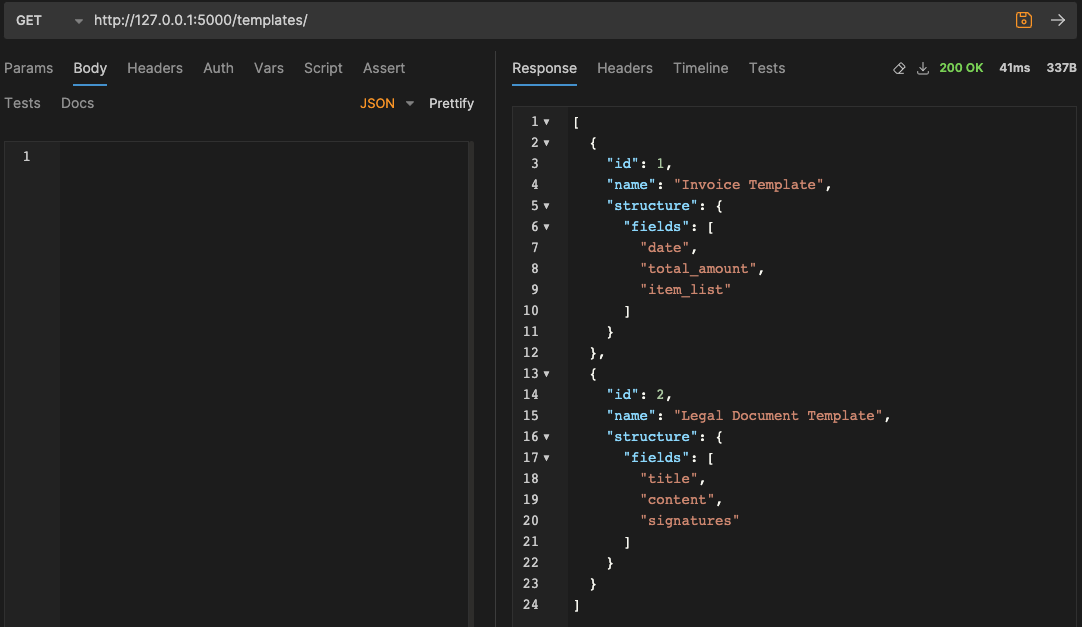 GET http://127.0.0.1:5000/templates/
Params Body Headers Auth Vars Script Assert
Tests Docs JSON Prettify
1
Response Headers Timeline Tests 200 OK 41ms 337B
1 [
2 {
3 "id": 1,
4 "name": "Invoice Template",
5 "structure": {
6 "fields": [
7 "date",
8 "total_amount",
9 "item_list"
10 ]
11 }
12 },
13 {
14 "id": 2,
15 "name": "Legal Document Template",
16 "structure": {
17 "fields": [
18 "title",
19 "content",
20 "signatures"
21 ]
22 }
23 }
24 ]